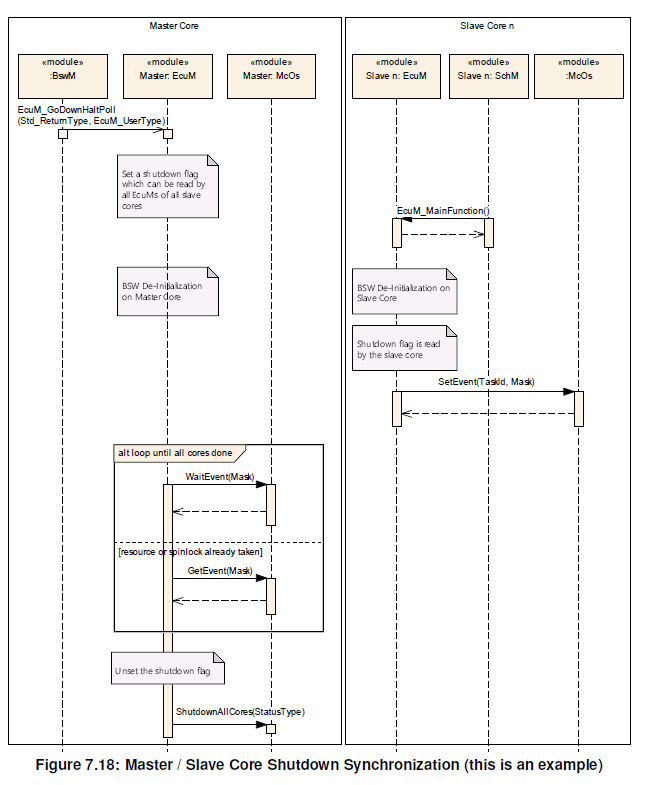 Master Core
Slave Core n
«module»
:BswM
«module»
Master: EcuM
«module»
Master: McOs
«module»
Slave n: EcuM
«module»
Slave n: SchM
«module»
:McOs
EcuM_GoDownHaltPoll
(Std_ReturnType, EcuM_UserType)
Set a shutdown flag
which can be read by
all EcuMs of all slave
cores
EcuM_MainFunction()
BSW De-Initialization
on Master Core
BSW De-Initialization on
Slave Core
Shutdown flag is read
by the slave core
SetEvent(TaskId, Mask)
alt loop until all cores done
WaitEvent(Mask)
[resource or spinlock already taken]
GetEvent(Mask)
Unset the shutdown flag
ShutdownAllCores(StatusType)
Figure 7.18: Master / Slave Core Shutdown Synchronization (this is an example)